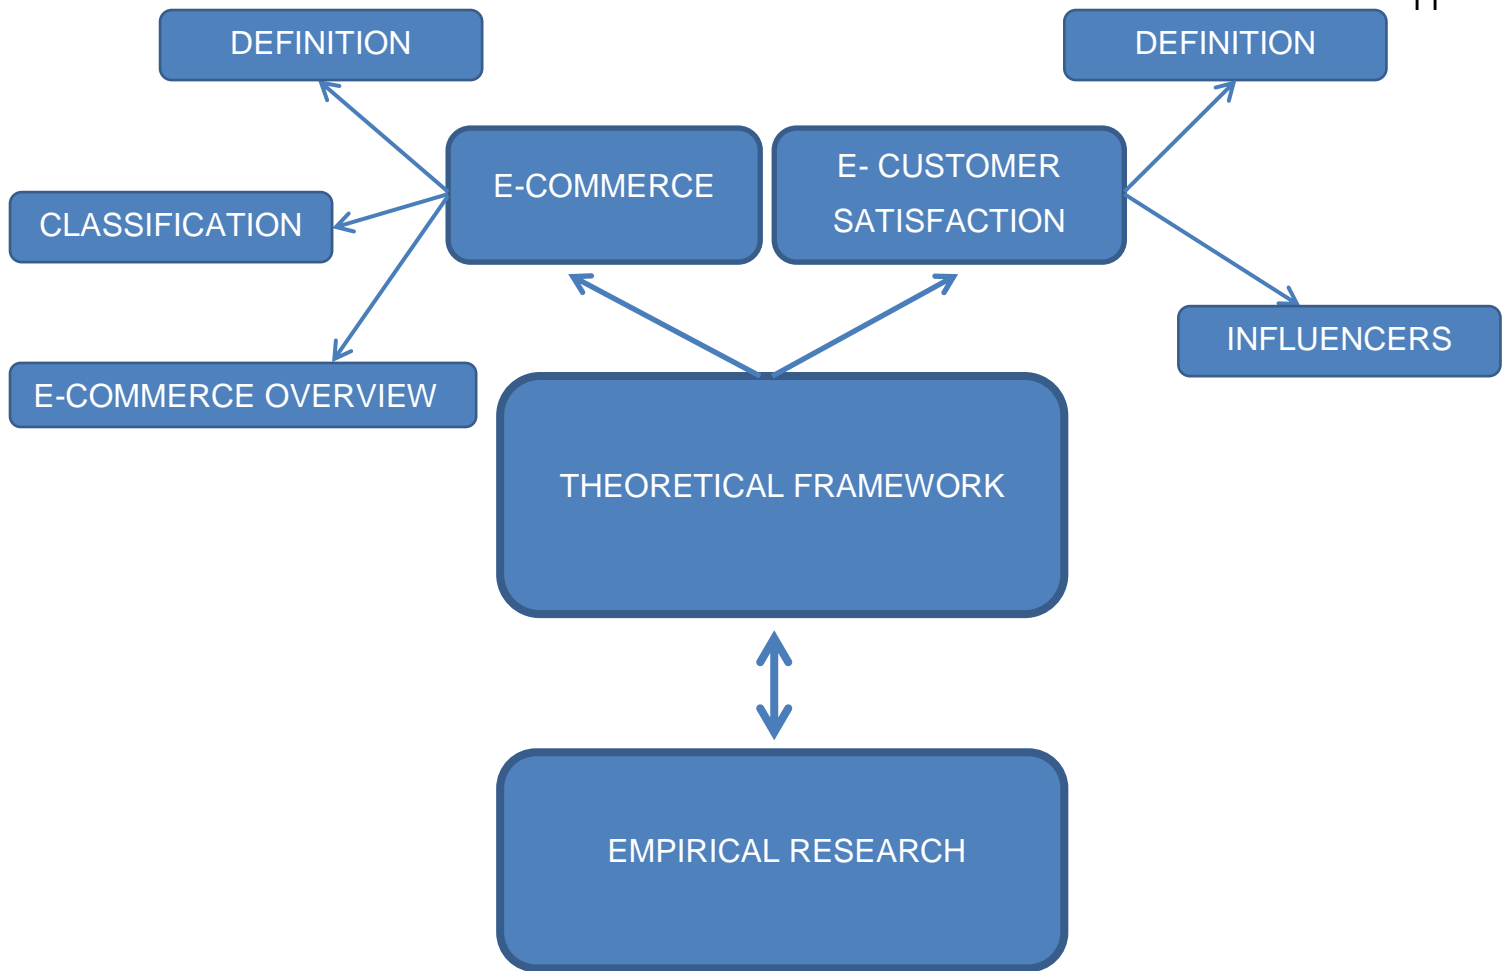 DEFINITION
DEFINITION
E-COMMERCE
E- CUSTOMER
SATISFACTION
CLASSIFICATION
INFLUENCERS
E-COMMERCE OVERVIEW
THEORETICAL FRAMEWORK
EMPIRICAL RESEARCH